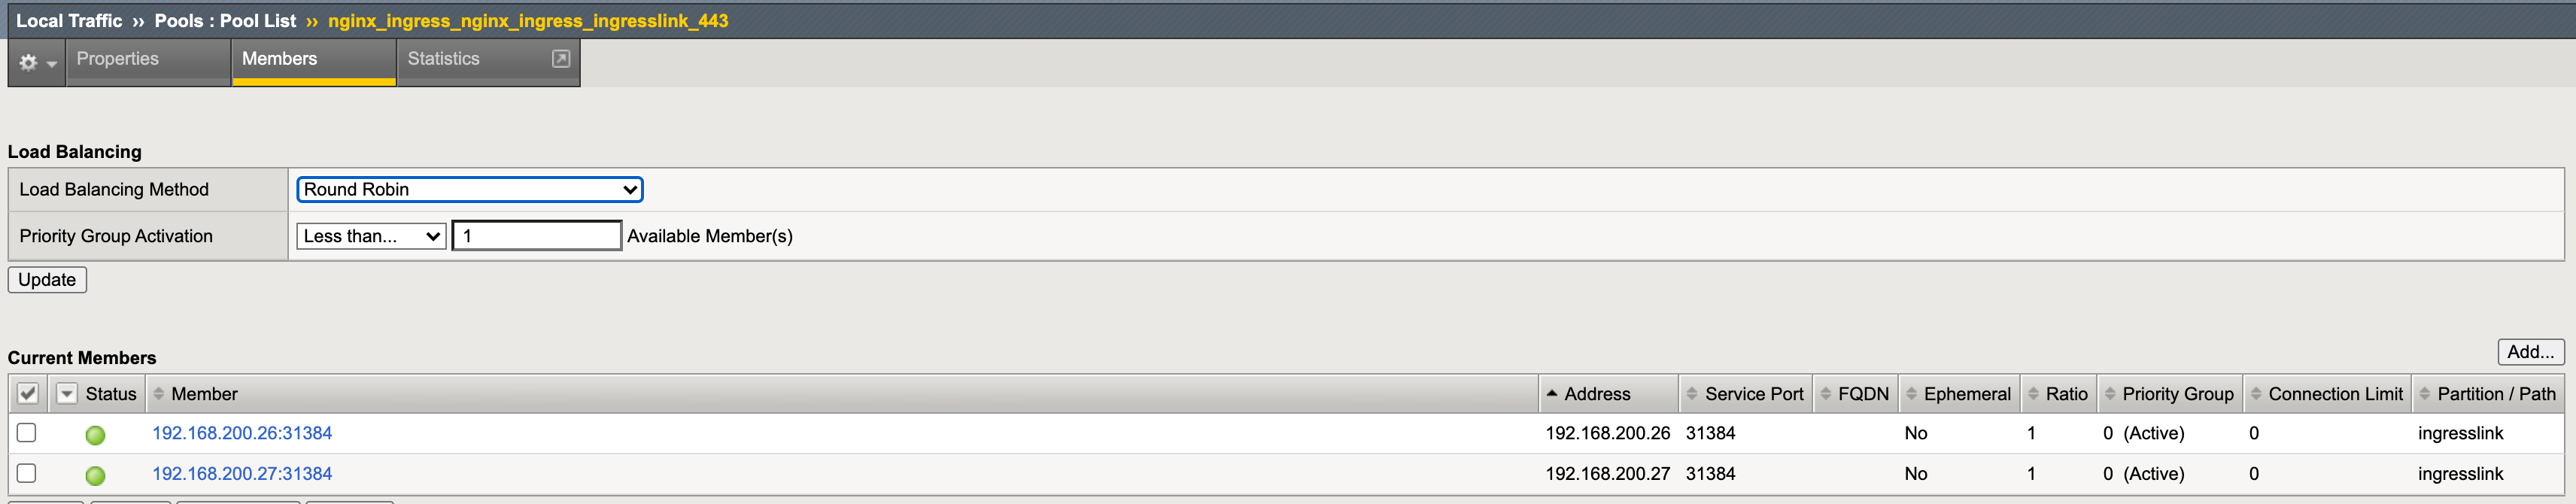 Local Traffic ›› Pools : Pool List ›› nginx_ingress_nginx_ingress_ingresslink_443
Properties Members Statistics
Load Balancing
Load Balancing Method Round Robin
Priority Group Activation Less than... 1 Available Member(s)
Update
Current Members Add...
Status Member Address Service Port FQDN Ephemeral Ratio Priority Group Connection Limit Partition / Path
192.168.200.26:31384 192.168.200.26 31384 No 1 0 (Active) 0 ingresslink
192.168.200.27:31384 192.168.200.27 31384 No 1 0 (Active) 0 ingresslink